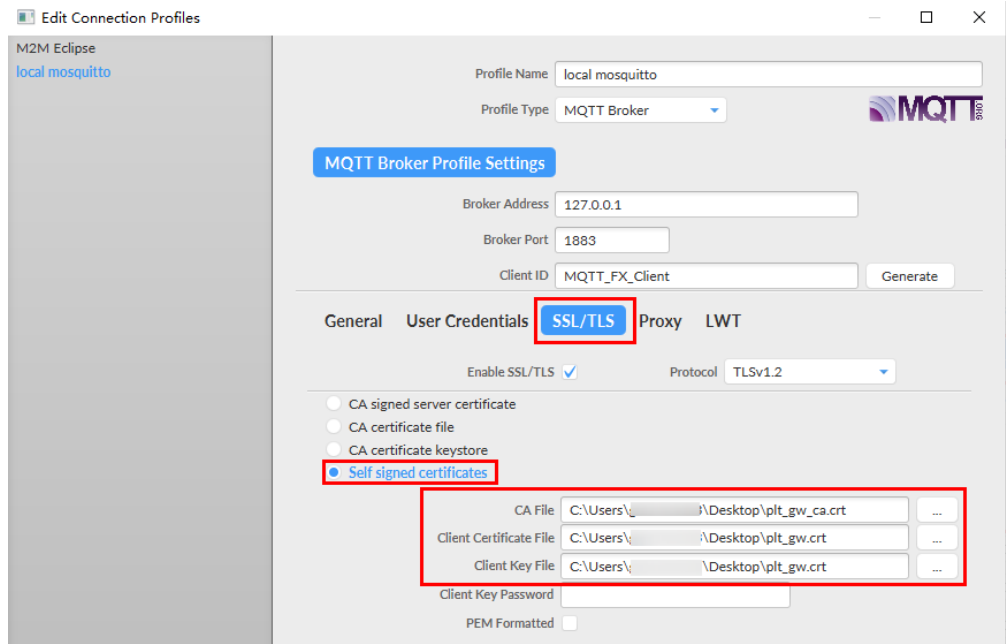 Edit Connection Profiles
M2M Eclipse
local mosquitto
Profile Name local mosquitto
Profile Type MQTT Broker
MQTT.ORG
MQTT Broker Profile Settings
Broker Address 127.0.0.1
Broker Port 1883
Client ID MQTT_FX_Client Generate
General User Credentials SSL/TLS Proxy LWT
Enable SSL/TLS Protocol TLSv1.2
CA signed server certificate
CA certificate file
CA certificate keystore
Self signed certificates
CA File C:\Users\ \Desktop\plt_gw_ca.crt ...
Client Certificate File C:\Users\ \Desktop\plt_gw.crt ...
Client Key File C:\Users\ \Desktop\plt_gw.crt ...
Client Key Password
PEM Formatted